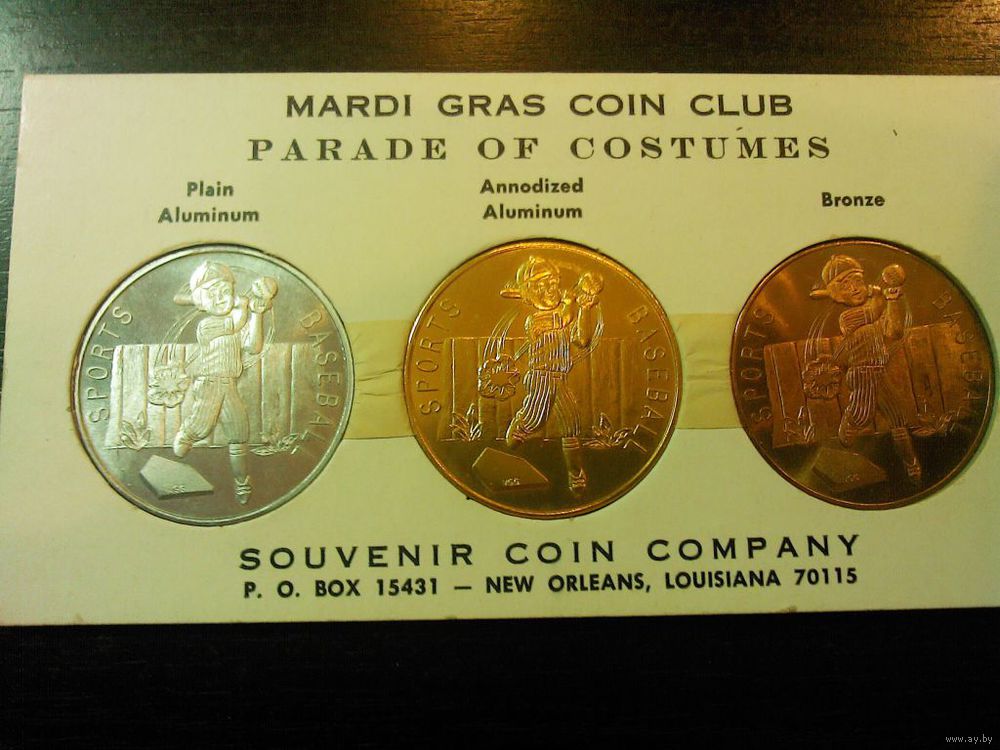 MARDI GRAS COIN CLUB
PARADE OF COSTUMES
Plain
Aluminum
Annodized
Aluminum
Bronze
SPORTS BASEBALL
SPORTS BASEBALL
SPORTS BASEBALL
SOUVENIR COIN COMPANY
P. O. BOX 15431 — NEW ORLEANS, LOUISIANA 70115
www.ay.by